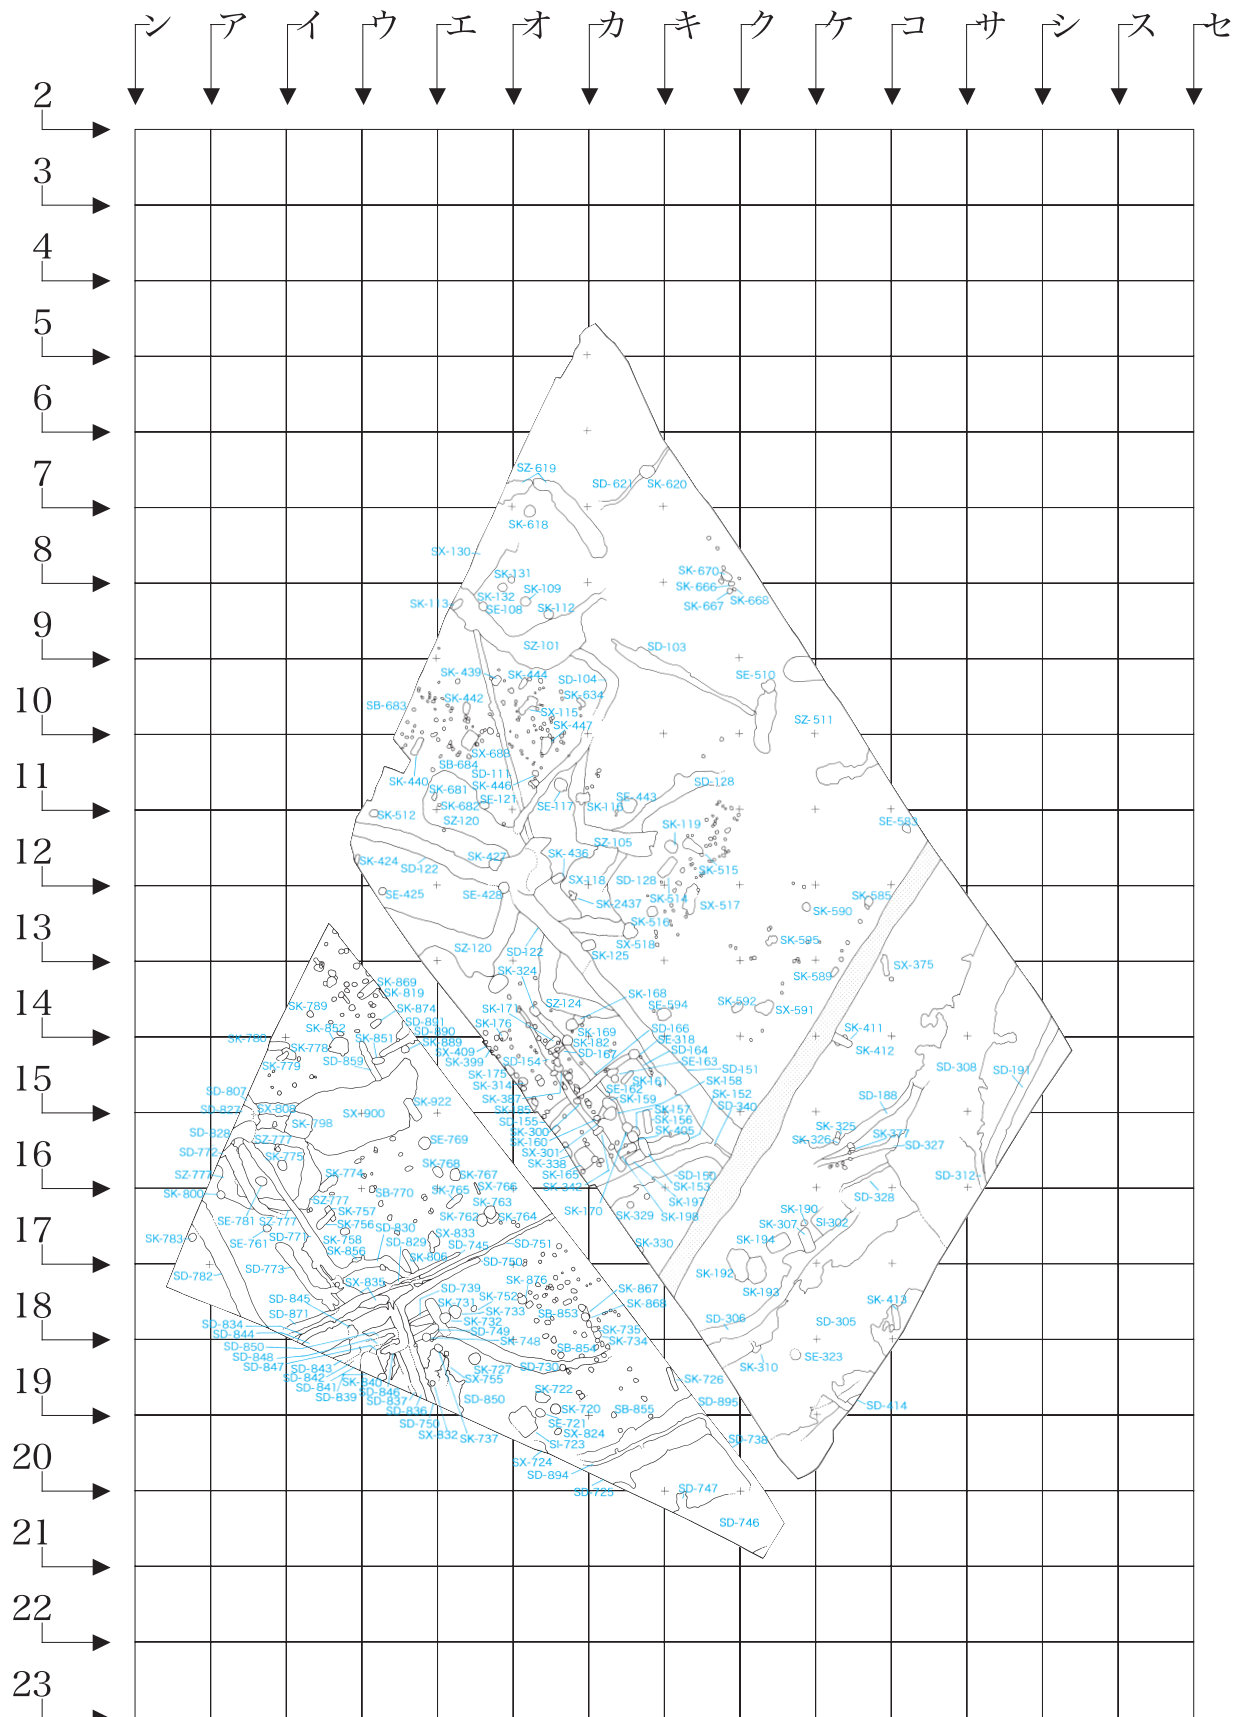 ン ア イ ウ エ オ カ キ ク ケ コ サ シ ス セ
2
3
4
5
6
SZ-619
7
SD-621 SK-620
SK-618
8
SX-130
SK-131 SK-670
SK-109 SK-666
SK-132
SK-113 SE-108 SK-112 SK-667 SK-668
9
SZ-101 SD-103
SK-439 SK-444 SD-104 SE-510
SK-634
10
SB-683 SK-442 SX-115
SZ-511
SK-447
SX-688
SB-684
SD-111
11
SK-440 SK-446 SD-128
SK-681
SE-121 SE-443
SK-682 SE-117 SK-116
SK-512 SZ-120 SK-119 SE-583
SZ-105
12
SK-424 SK-427 SK-436
SD-122 SK-515
SX-118 SD-128
SE-425 SE-428 SK-514 SK-585
SK-2437 SX-517 SK-590
SK-516
13
SZ-120 SD-122 SX-518 SK-595
SK-125
SK-324 SX-375
SK-869 SK-589
SK-819 SK-168
14
SK-789 SK-874 SK-171 SZ-124 SE-594 SK-592 SX-591
SD-891 SK-176 SD-166
SK-852 SD-890 SK-169 SK-411
SK-780 SK-851 SK-889 SK-182 SE-318
SK-778 SX-409 SD-167 SD-164 SK-412
SK-779 SD-859 SK-399 SD-154 SE-163
15
SK-175 SD-151 SD-308 SD-191
SK-314 SK-161 SK-158
SD-807 SE-162
SK-387 SK-159 SK-152 SD-188
SD-827 SX-808 SX-900 SK-922 SK-185 SK-157 SD-340
SK-798 SD-155 SK-156
SD-828 SK-300 SK-405 SK-325
SZ-777 SE-769 SK-160 SK-326 SK-377
16
SD-772 SK-775 SX-301 SD-327
SK-338
SZ-777 SK-774 SK-768 SK-767 SK-165 SD-150 SD-312
SK-800 SB-770 SK-765 SX-766 SK-342 SK-153 SD-328
SZ-777 SK-763 SK-197
SK-757 SK-170 SK-190
17
SE-781 SZ-777 SK-756 SK-762 SK-764 SK-329 SK-198 SK-307 SI-302
SD-830
SK-783 SE-761 SD-771 SK-758 SD-829 SX-833 SD-751 SK-330 SK-194
SK-856 SD-745
SD-782 SD-773 SK-806 SD-750 SK-192
SX-835 SK-876 SK-867 SK-193
18
SD-845 SD-739 SK-752 SK-868
SD-871 SK-731 SK-733 SB-853 SK-413
SD-834 SK-732 SK-735 SD-306 SD-305
SD-844 SD-749 SK-734
SD-850 SK-748 SB-854
SD-848 SE-323
SD-847 SD-843 SK-727 SD-730 SK-310
19
SD-842 SK-840 SX-755 SK-726
SD-841 SD-846 SK-722
SD-839 SD-837 SD-850 SD-895 SD-414
SD-836 SK-720 SB-855
SD-750 SE-721
SX-832 SK-737 SX-824 SD-738
SI-723
20
SX-724
SD-894
SD-725 SD-747
21
SD-746
22
23